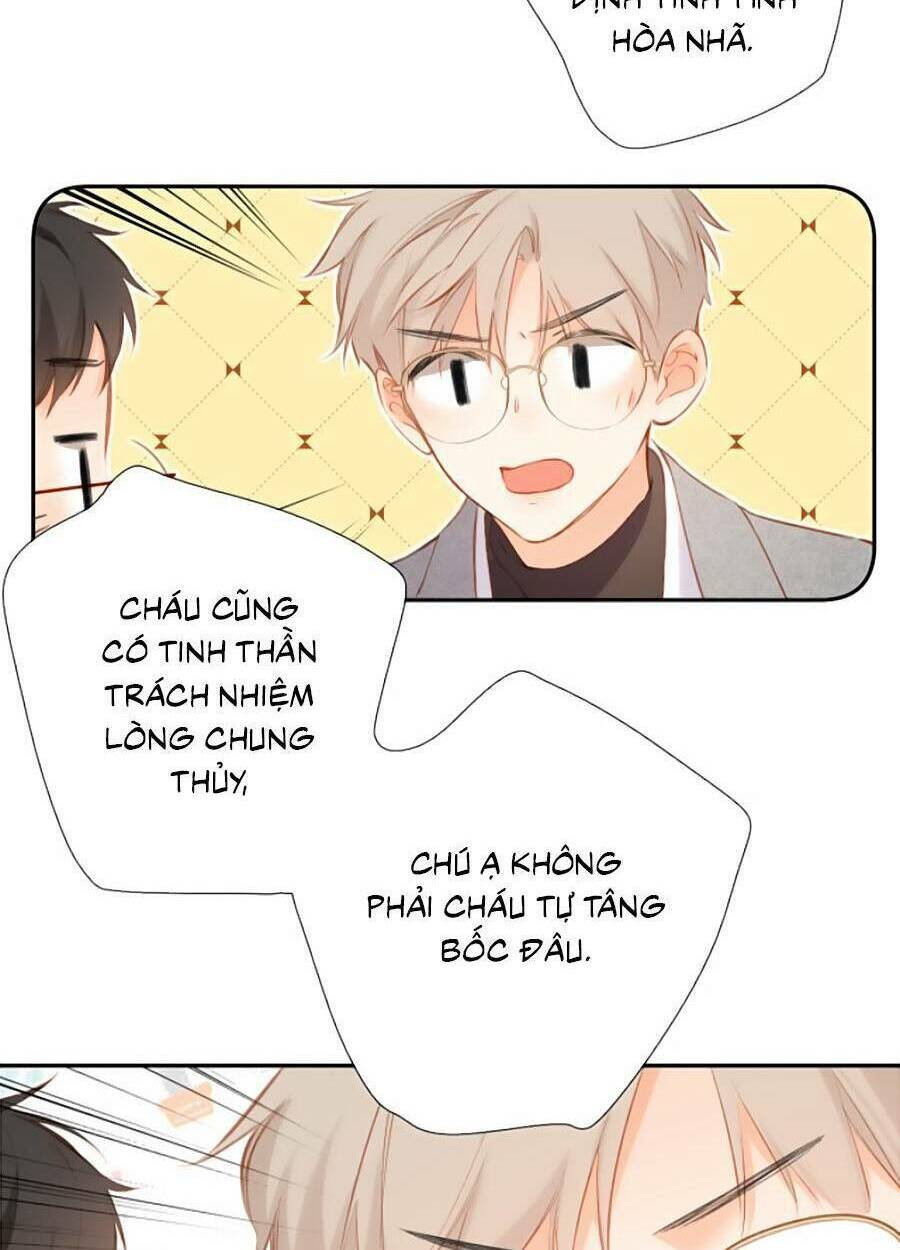 HÒA NHÃ.
CHÁU CŨNG
CÓ TINH THẦN
TRÁCH NHIỆM
LÒNG CHUNG
THỦY,
CHÚ Ạ KHÔNG
PHẢI CHÁU TỰ TÂNG
BỐC ĐÂU.